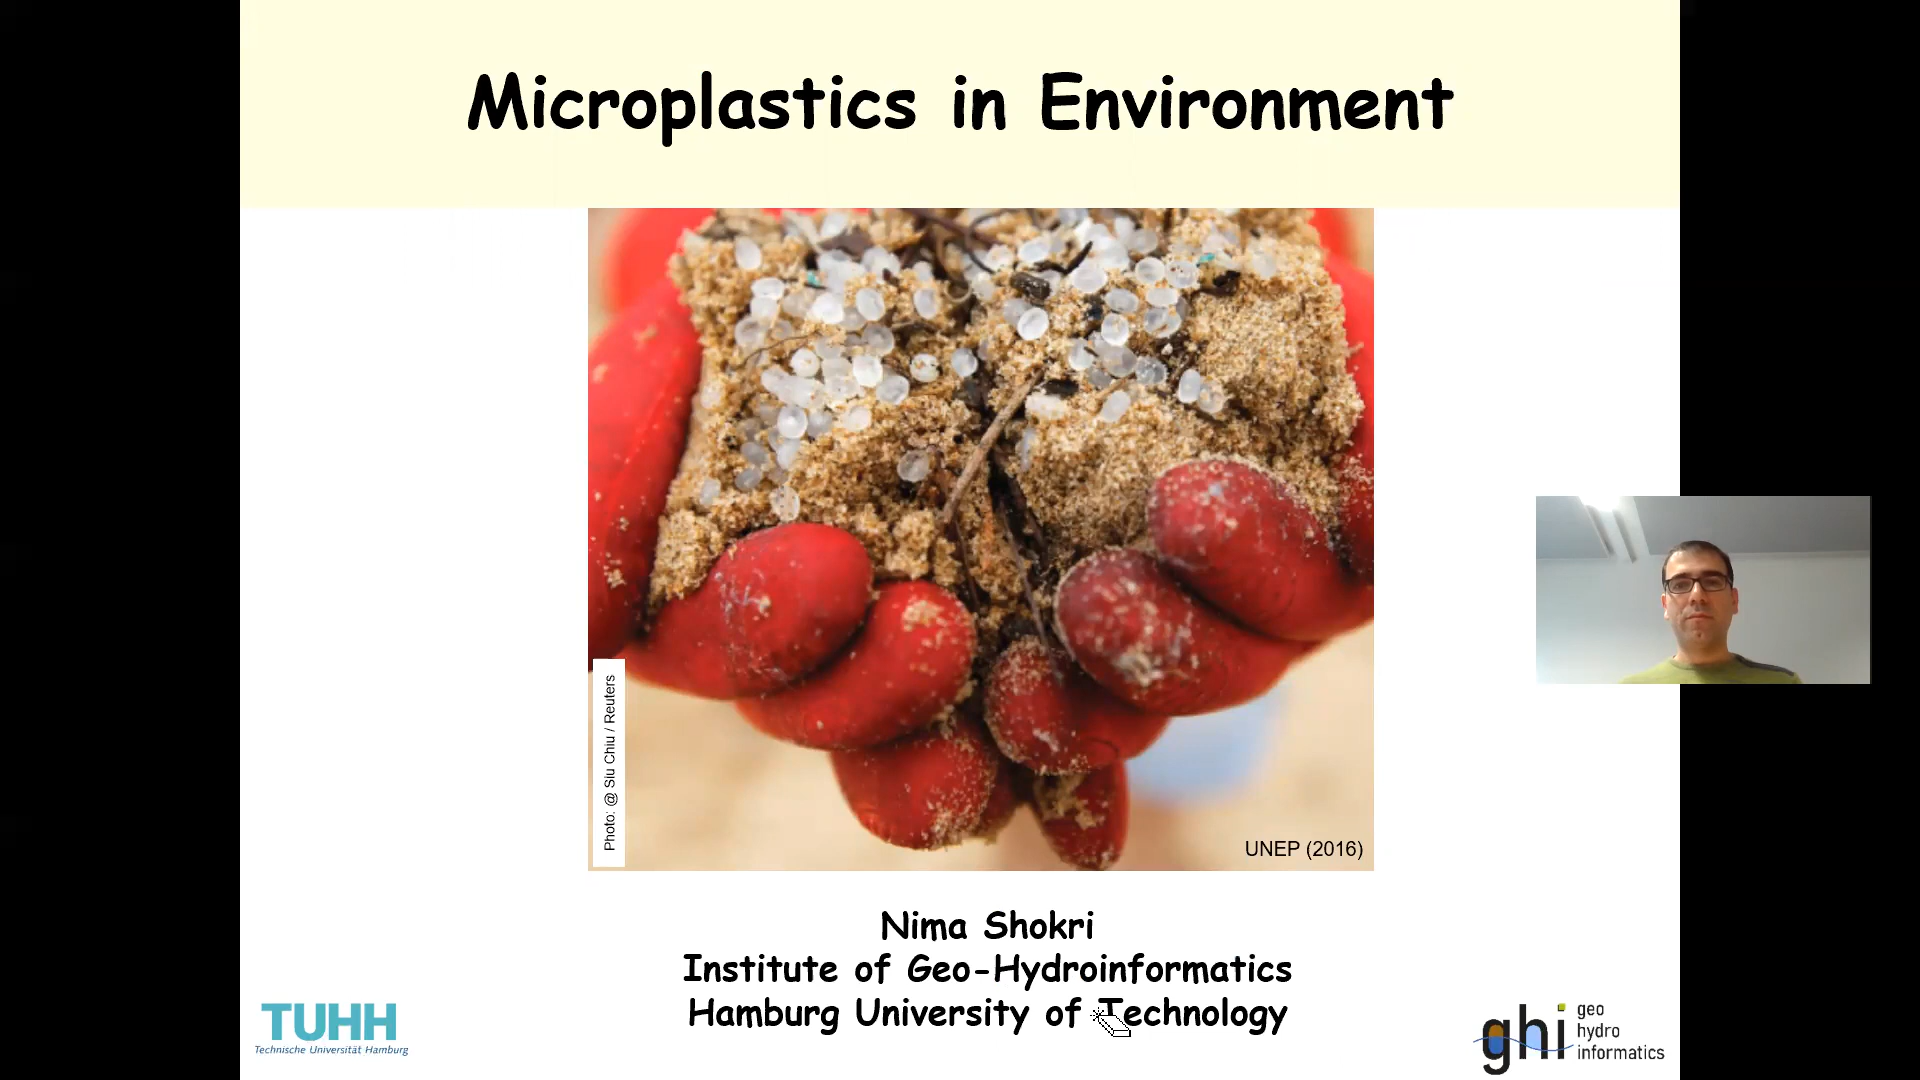 Microplastics in Environment
Photo: @ Siu Chiu / Reuters
UNEP (2016)
Nima Shokri
Institute of Geo-Hydroinformatics
Hamburg University of Technology
TUHH
Technische Universität Hamburg
ghi
geo
hydro
informatics